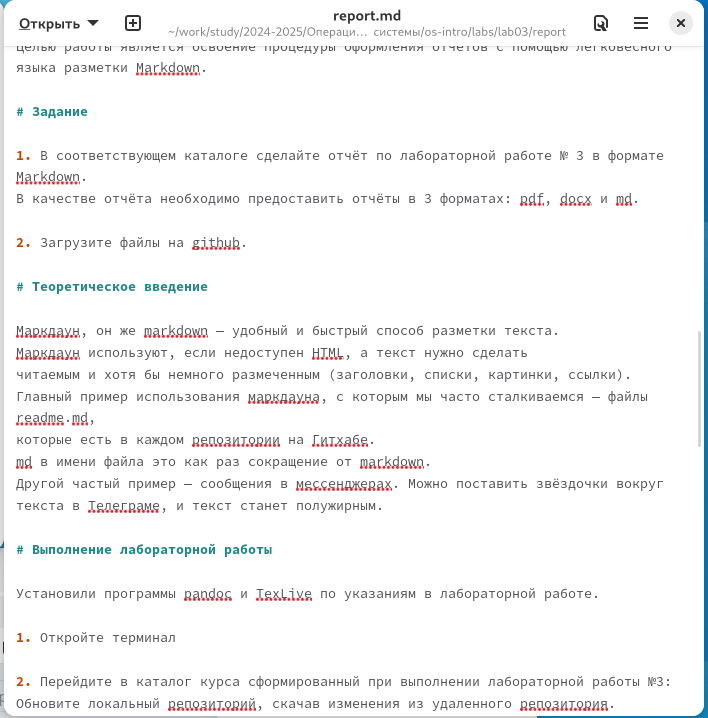 Открыть
report.md
~/work/study/2024-2025/Операци… системы/os-intro/labs/lab03/report
целью работы является освоение процедуры оформления отчетов с помощью легковесного
языка разметки Markdown.
# Задание
1. В соответствующем каталоге сделайте отчёт по лабораторной работе № 3 в формате
Markdown.
В качестве отчёта необходимо предоставить отчёты в 3 форматах: pdf, docx и md.
2. Загрузите файлы на github.
# Теоретическое введение
Маркдаун, он же markdown — удобный и быстрый способ разметки текста.
Маркдаун используют, если недоступен HTML, а текст нужно сделать
читаемым и хотя бы немного размеченным (заголовки, списки, картинки, ссылки).
Главный пример использования маркдауна, с которым мы часто сталкиваемся — файлы
readme.md,
которые есть в каждом репозитории на Гитхабе.
md в имени файла это как раз сокращение от markdown.
Другой частый пример — сообщения в мессенджерах. Можно поставить звёздочки вокруг
текста в Телеграме, и текст станет полужирным.
# Выполнение лабораторной работы
Установили программы pandoc и TexLive по указаниям в лабораторной работе.
1. Откройте терминал
2. Перейдите в каталог курса сформированный при выполнении лабораторной работы №3:
Обновите локальный репозиторий, скачав изменения из удаленного репозитория.